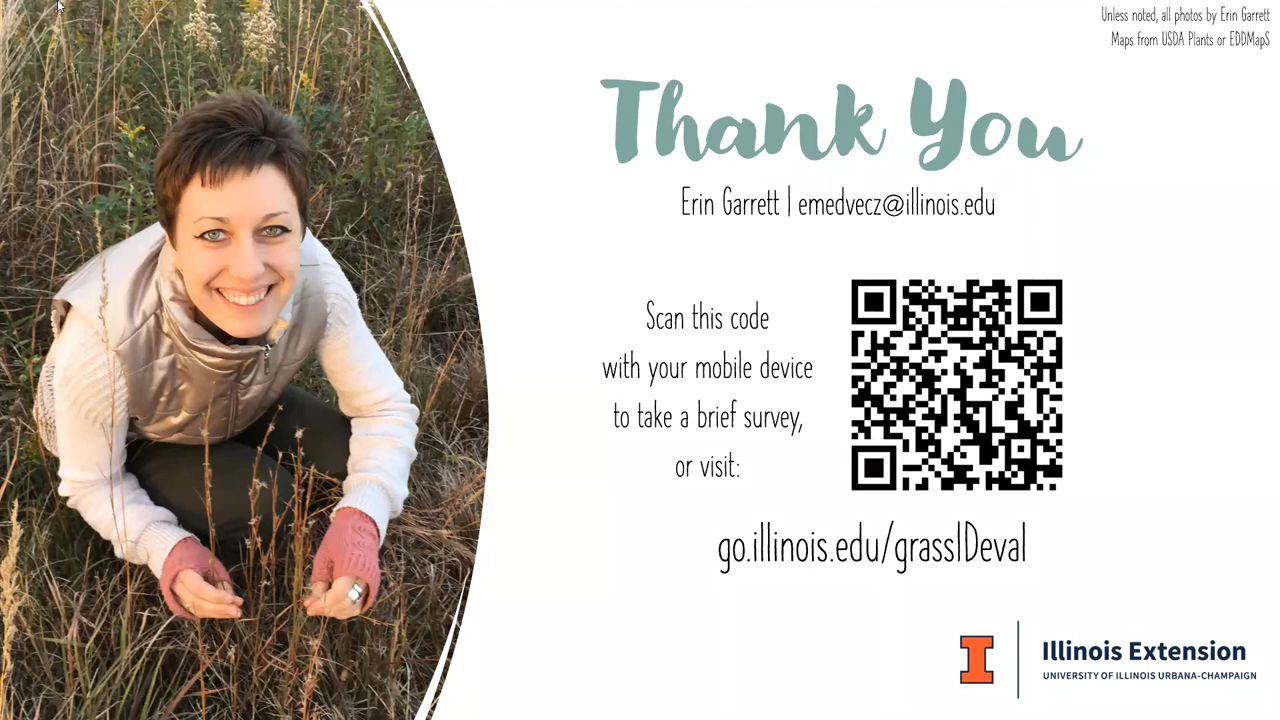 Unless noted, all photos by Erin Garrett
Maps from USDA Plants or EDDMapS
Thank You
Erin Garrett | emedvecz@illinois.edu
Scan this code
with your mobile device
to take a brief survey,
or visit:
go.illinois.edu/grassIDeval
I
Illinois Extension
UNIVERSITY OF ILLINOIS URBANA-CHAMPAIGN